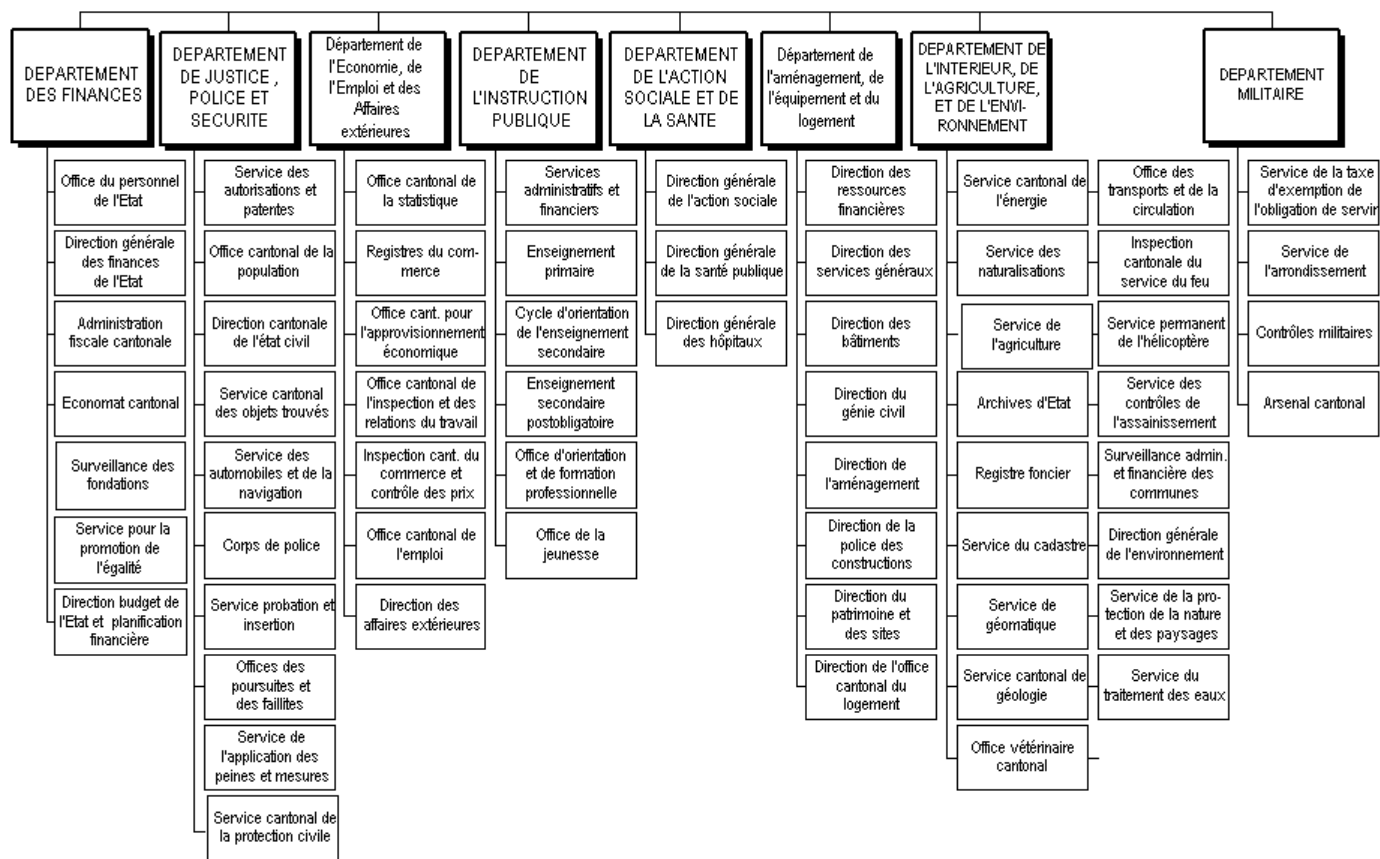 DEPARTEMENT
DES FINANCES
Office du personnel
de l'Etat
Direction générale
des finances
de l'Etat
Administration
fiscale cantonale
Economat cantonal
Surveillance des
fondations
Service pour la
promotion de
l'égalité
Direction budget de
l'Etat et planification
financière
DEPARTEMENT
DE JUSTICE ,
POLICE ET
SECURITE
Service des
autorisations et
patentes
Office cantonal de la
population
Direction cantonale
de l'état civil
Service cantonal
des objets trouvés
Service des
automobiles et de la
navigation
Corps de police
Service probation et
insertion
Offices des
poursuites et
des faillites
Service de
l'application des
peines et mesures
Service cantonal de
la protection civile
Département de
l'Economie, de
l'Emploi et des
Affaires
extérieures
Office cantonal de
la statistique
Registres du com-
merce
Office cant. pour
l'approvisionnement
économique
Office cantonal de
l'inspection et des
relations du travail
Inspection cant. du
commerce et
contrôle des prix
Office cantonal de
l'emploi
Direction des
affaires extérieures
DEPARTEMENT
DE
L'INSTRUCTION
PUBLIQUE
Services
administratifs et
financiers
Enseignement
primaire
Cycle d'orientation
de l'enseignement
secondaire
Enseignement
secondaire
postobligatoire
Office d'orientation
et de formation
professionnelle
Office de la
jeunesse
DEPARTEMENT
DE L'ACTION
SOCIALE ET DE
LA SANTE
Direction générale
de l'action sociale
Direction générale
de la santé publique
Direction générale
des hôpitaux
Département de
l'aménagement, de
l'équipement et du
logement
Direction des
ressources
financières
Direction des
services généraux
Direction des
bâtiments
Direction du
génie civil
Direction de
l'aménagement
Direction de la
police des
constructions
Direction du
patrimoine et
des sites
Direction de l'office
cantonal du
logement
DEPARTEMENT DE
L'INTERIEUR, DE
L'AGRICULTURE,
ET DE L'ENVI-
RONNEMENT
Service cantonal de
l'énergie
Service des
naturalisations
Service de
l'agriculture
Archives d'Etat
Registre foncier
Service du cadastre
Service de
géomatique
Service cantonal de
géologie
Office vétérinaire
cantonal
Office des
transports et de la
circulation
Inspection
cantonale du
service du feu
Service permanent
de l'hélicoptère
Service des
contrôles de
l'assainissement
Surveillance admin.
et financière des
communes
Direction générale
de l'environnement
Service de la pro-
tection de la nature
et des paysages
Service du
traitement des eaux
DEPARTEMENT
MILITAIRE
Service de la taxe
d'exemption de
l'obligation de servir
Service de
l'arrondissement
Contrôles militaires
Arsenal cantonal